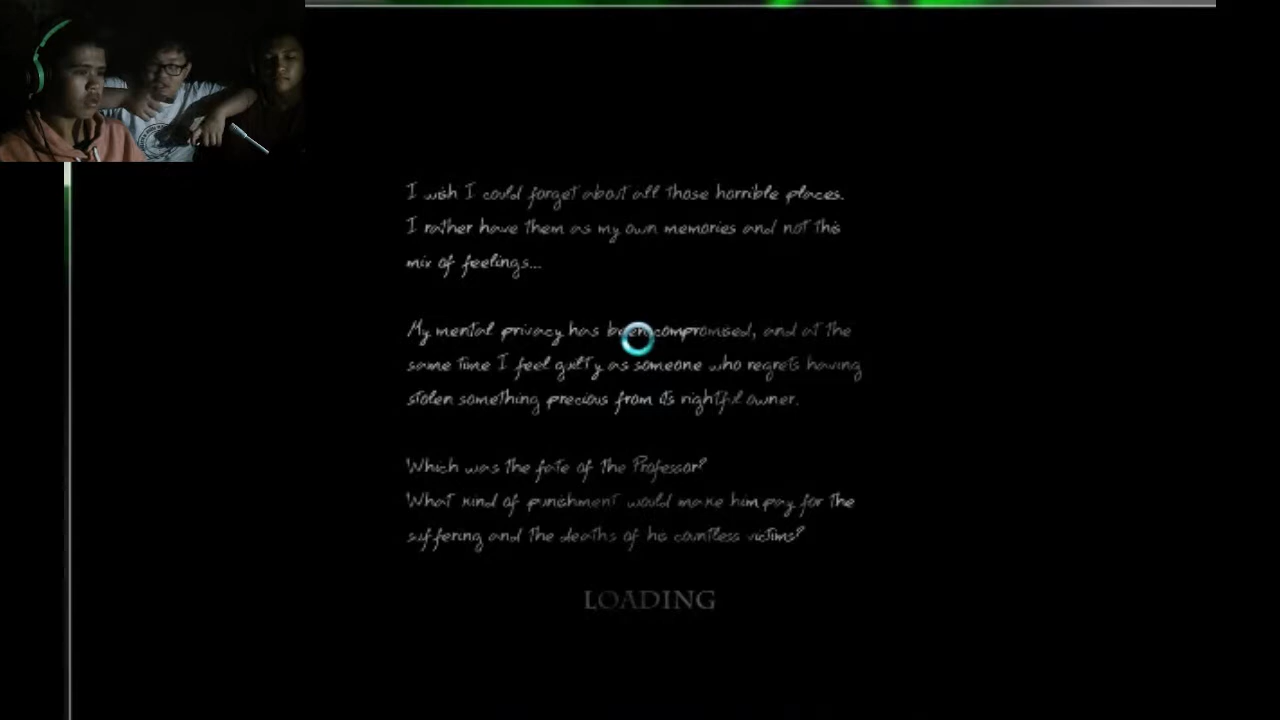 I wish I could forget about all those horrible places.
I rather have them as my own memories and not this
mix of feelings...
My mental privacy has been compromised, and at the
same time I feel guilty as someone who regrets having
stolen something precious from its rightful owner.
Which was the fate of the Professor?
What kind of punishment would make him pay for the
suffering and the deaths of his countless victims?
LOADING